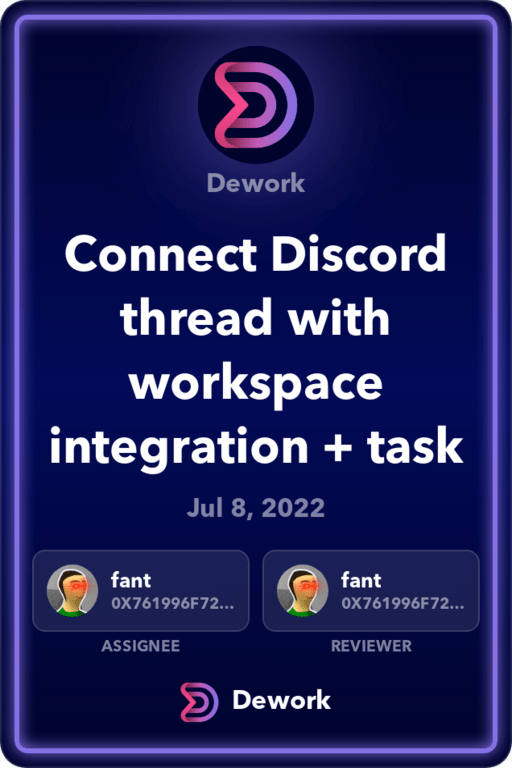 Dework
Connect Discord
thread with
workspace
integration + task
Jul 8, 2022
fant
0X761996F72...
ASSIGNEE
fant
0X761996F72...
REVIEWER
Dework